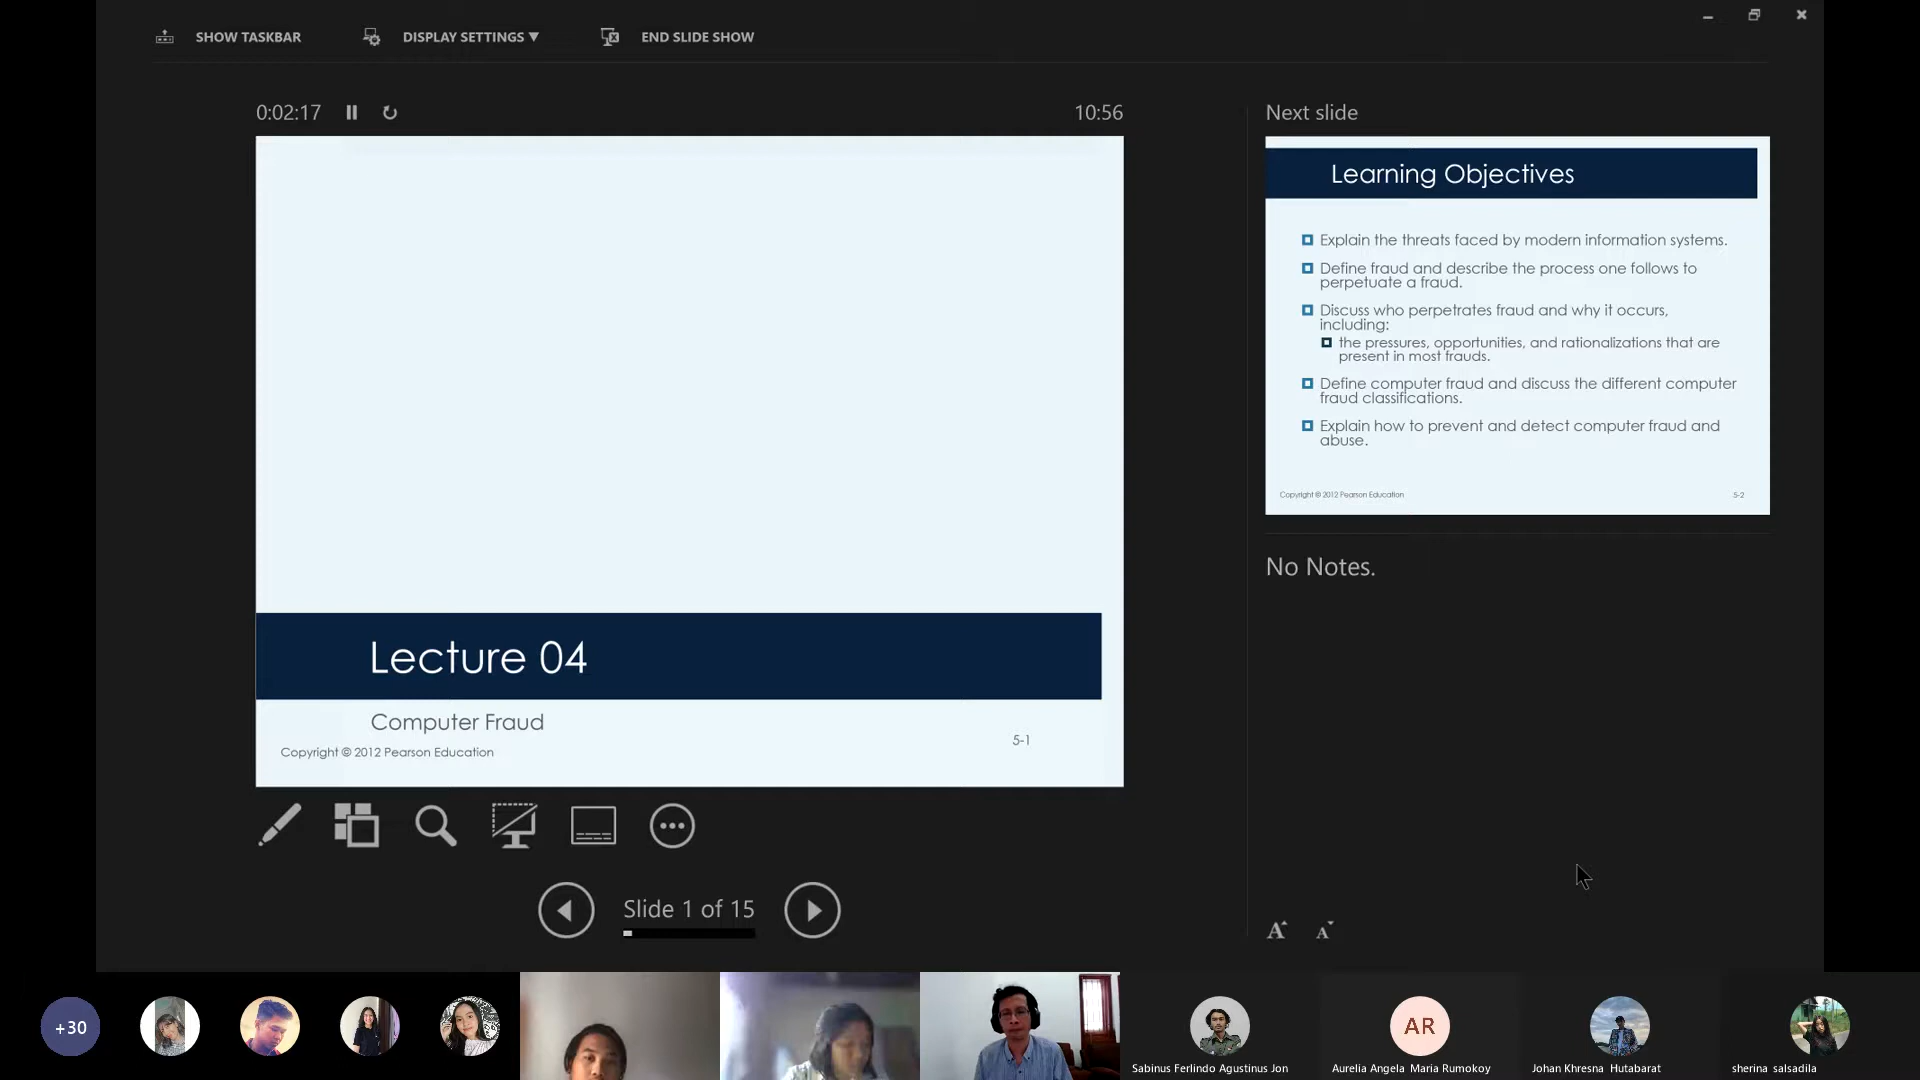 SHOW TASKBAR
DISPLAY SETTINGS ▼
END SLIDE SHOW
0:02:17
10:56
Lecture 04
Computer Fraud
5-1
Copyright © 2012 Pearson Education
Slide 1 of 15
Next slide
Learning Objectives
Explain the threats faced by modern information systems.
Define fraud and describe the process one follows to
perpetuate a fraud.
Discuss who perpetrates fraud and why it occurs,
including:
the pressures, opportunities, and rationalizations that are
present in most frauds.
Define computer fraud and discuss the different computer
fraud classifications.
Explain how to prevent and detect computer fraud and
abuse.
Copyright © 2012 Pearson Education
5-2
No Notes.
A A
+30
AR
Sabinus Ferlindo Agustinus Jon
Aurelia Angela Maria Rumokoy
Johan Khresna Hutabarat
sherina salsadila